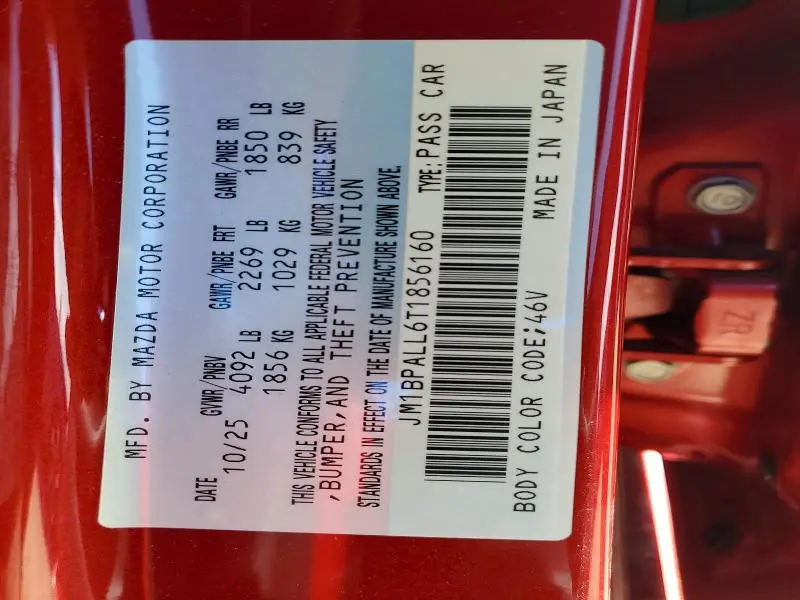 MFD. BY MAZDA MOTOR CORPORATION
DATE GVWR/PNBV GAWR/PNBE FRT GAWR/PNBE RR
10/25 4092 LB 2269 LB 1850 LB
1856 KG 1029 KG 839 KG
THIS VEHICLE CONFORMS TO ALL APPLICABLE FEDERAL MOTOR VEHICLE SAFETY
,BUMPER,AND THEFT PREVENTION
STANDARDS IN EFFECT ON THE DATE OF MANUFACTURE SHOWN ABOVE.
JM1BPALL6T1856160 TYPE:PASS CAR
BODY COLOR CODE;46V MADE IN JAPAN
ZR